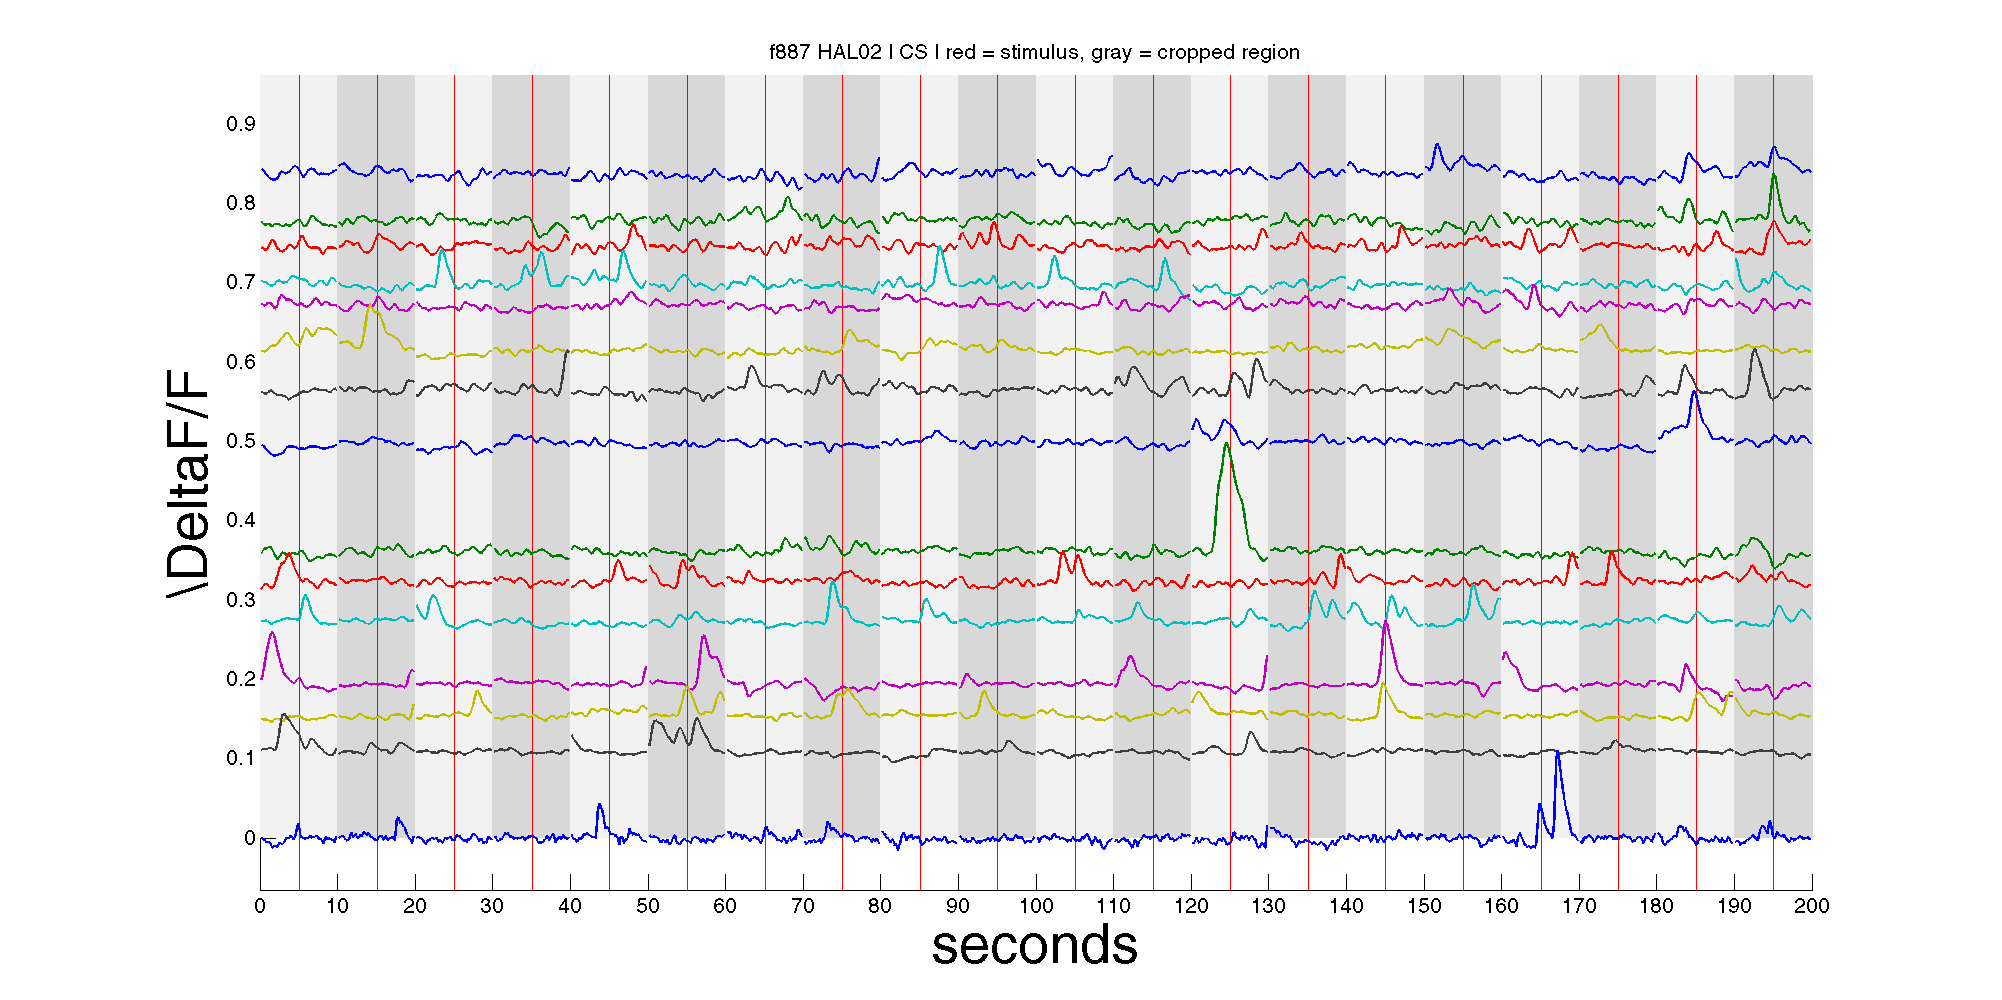 f887 HAL02 | CS | red = stimulus, gray = cropped region
0.9
0.8
0.7
0.6
0.5
0.4
0.3
0.2
0.1
0
\DeltaF/F
0 10 20 30 40 50 60 70 80 90 100 110 120 130 140 150 160 170 180 190 200
seconds